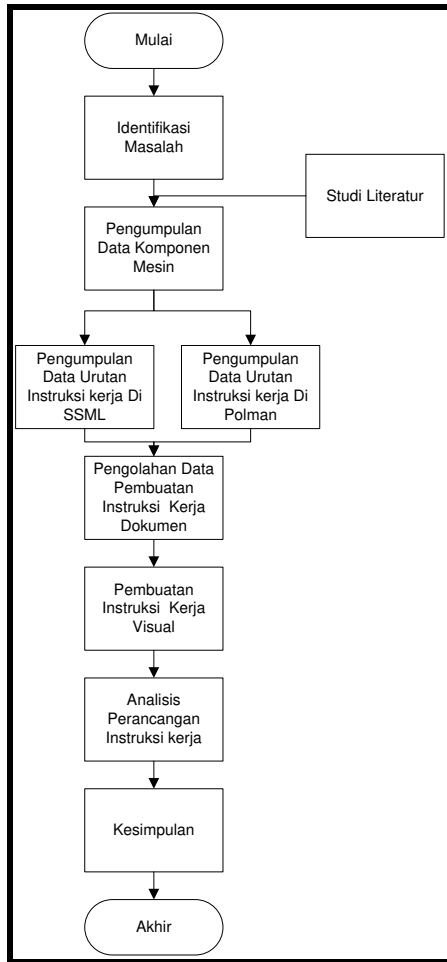 Mulai
Identifikasi
Masalah
Studi Literatur
Pengumpulan
Data Komponen
Mesin
Pengumpulan
Data Urutan
Instruksi kerja Di
SSML
Pengumpulan
Data Urutan
Instruksi kerja Di
Polman
Pengolahan Data
Pembuatan
Instruksi Kerja
Dokumen
Pembuatan
Instruksi Kerja
Visual
Analisis
Perancangan
Instruksi kerja
Kesimpulan
Akhir